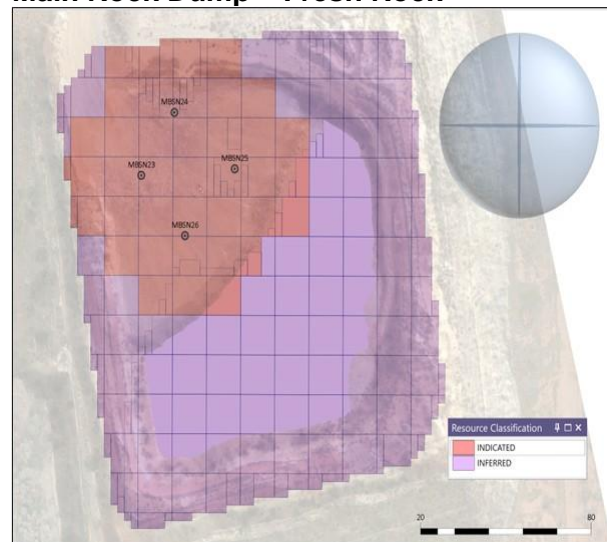 Main Rock Dump – Fresh Rock
MBSN24
MBSN23
MBSN25
MBSN26
Resource Classification
INDICATED
INFERRED
20
80